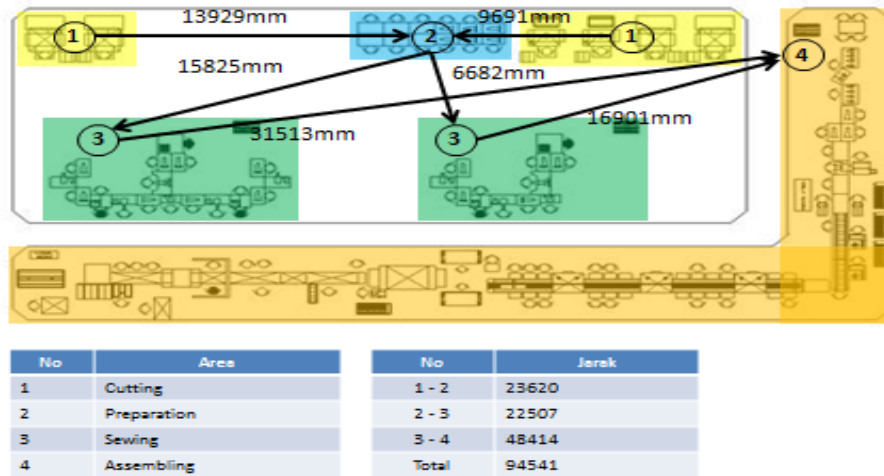 13929mm
9691mm
1
2
1
4
15825mm
6682mm
3
31513mm
3
16901mm
No Area
1 Cutting
2 Preparation
3 Sewing
4 Assembling
No Jarak
1 - 2 23620
2 - 3 22507
3 - 4 48414
Total 94541